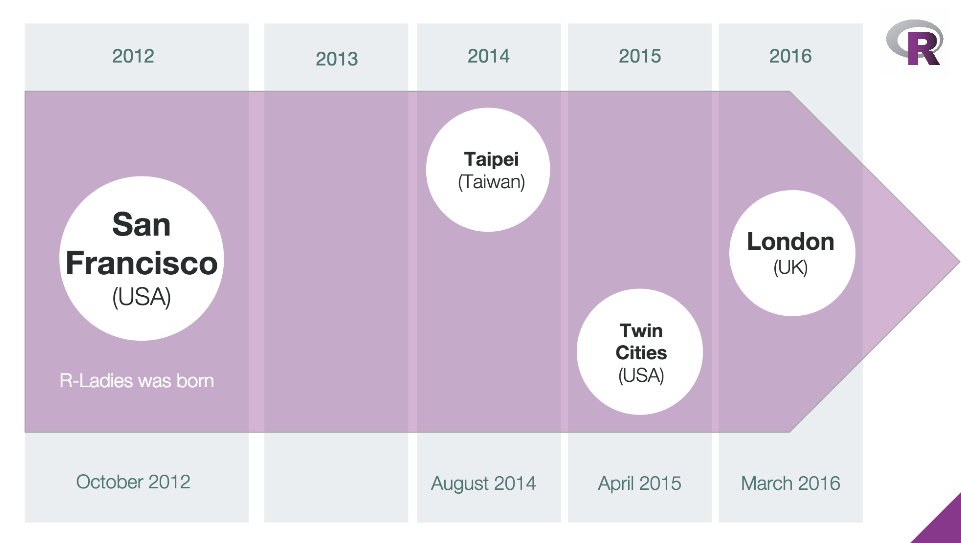 2012
2013
2014
2015
2016
R
San
Francisco
(USA)
R-Ladies was born
Taipei
(Taiwan)
Twin
Cities
(USA)
London
(UK)
October 2012
August 2014
April 2015
March 2016